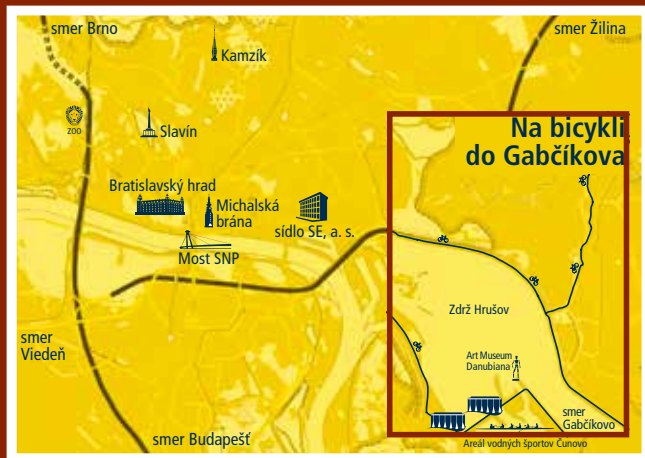 smer Brno
smer Žilina
Kamzík
Na bicykli
do Gabčíkova
ZOO
Slavín
Bratislavský hrad
Michalská
brána
sídlo SE, a. s.
Most SNP
Zdrž Hrušov
smer
Viedeň
Art Museum
Danubiana
smer
Gabčíkovo
smer Budapešť
Areál vodných športov Čunovo